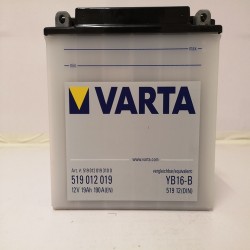 VARTA
www.varta.com
519 012 019
YB16-B
12V 19Ah 190A(EN)
519 12(DIN)